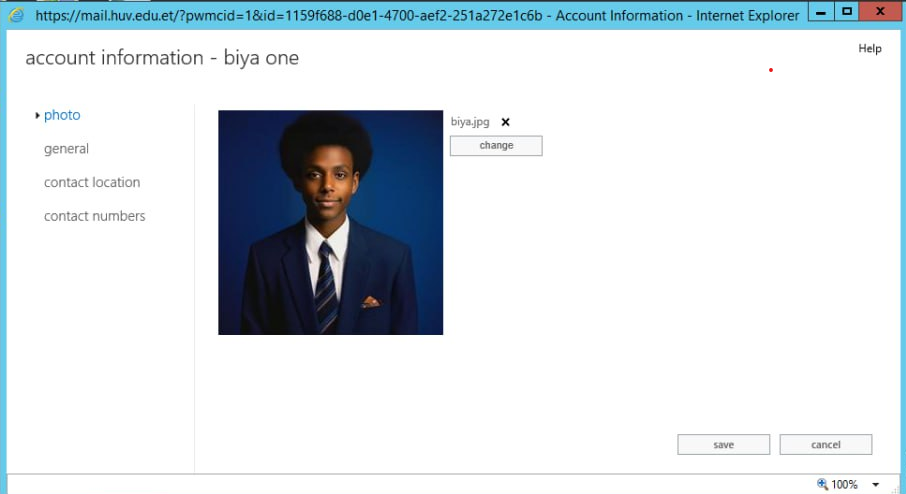 https://mail.huv.edu.et/?pwmcid=1&id=1159f688-d0e1-4700-aef2-251a272e1c6b - Account Information - Internet Explorer
Help
account information - biya one
photo
general
contact location
contact numbers
biya.jpg
change
save
cancel
100%